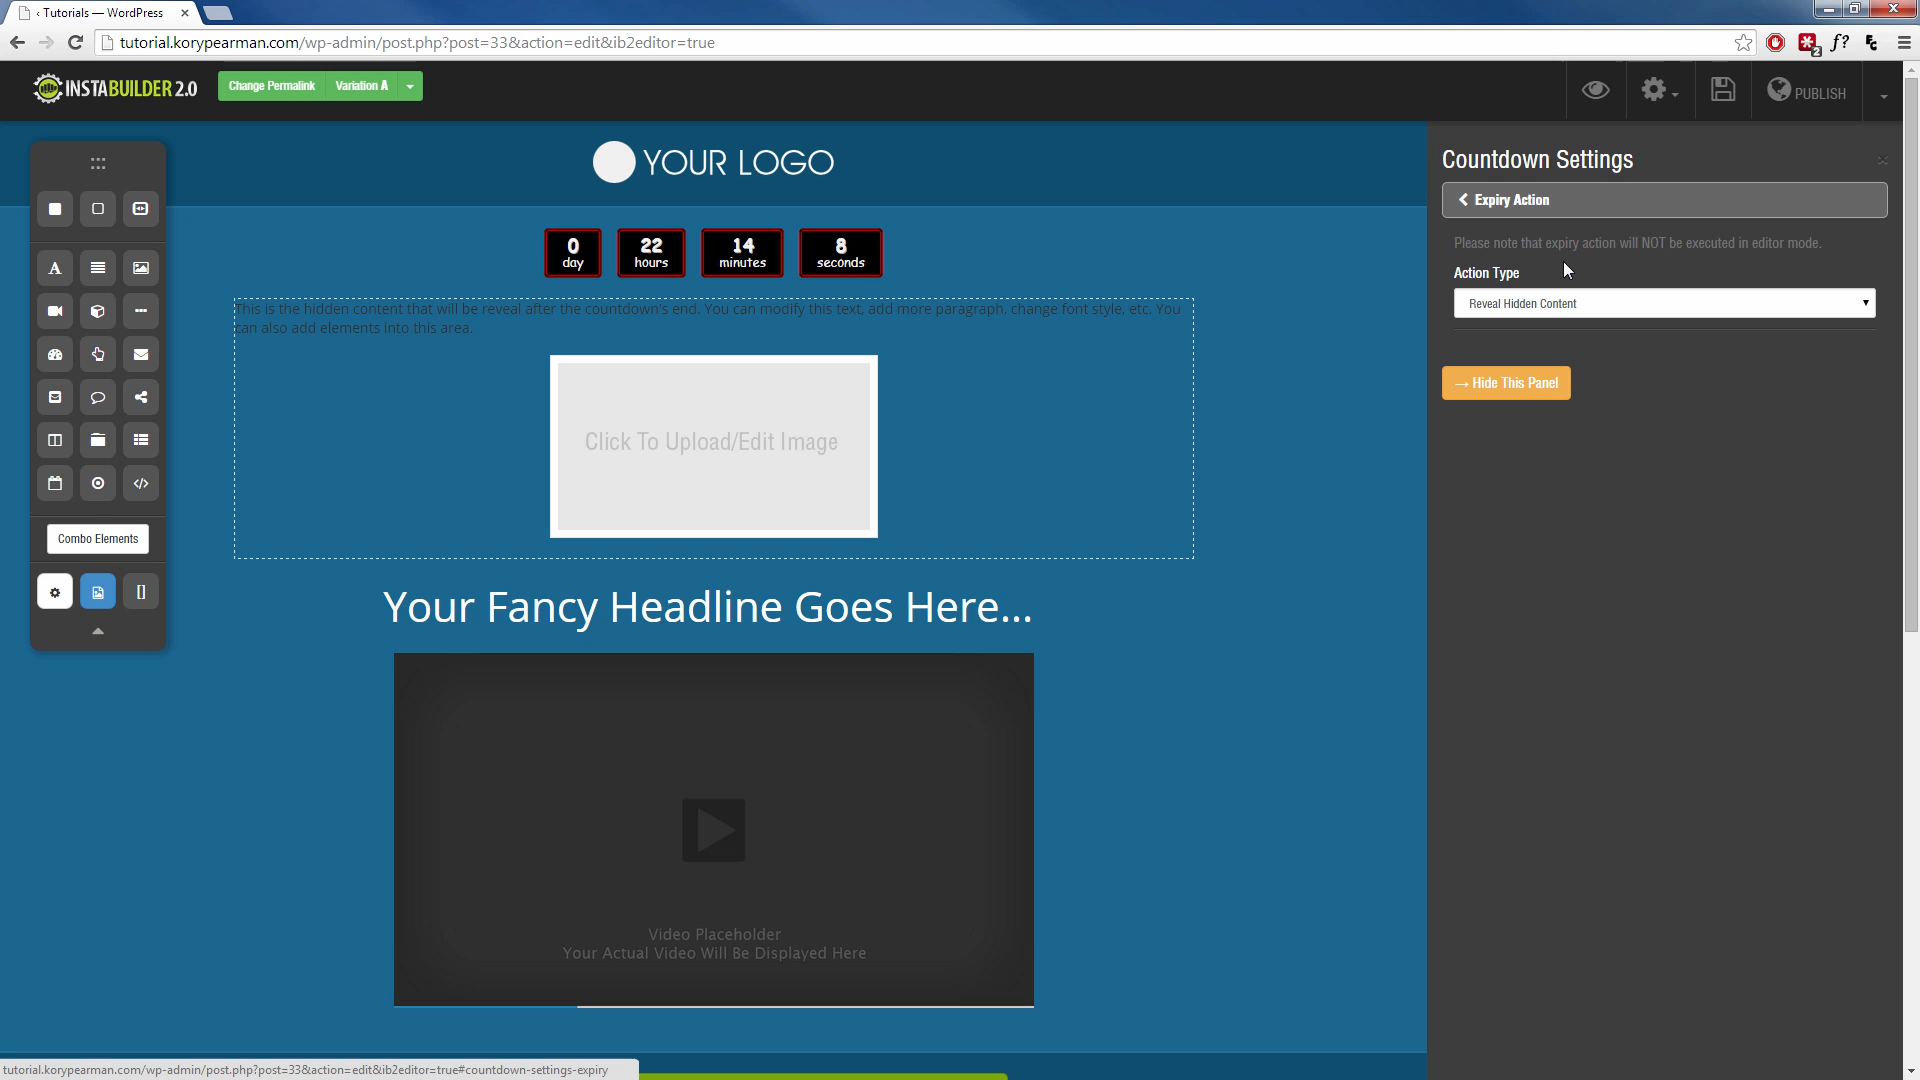 ‹ Tutorials — WordPress
tutorial.korypearman.com/wp-admin/post.php?post=33&action=edit&ib2editor=true
2
INSTABUILDER 2.0
Change Permalink
Variation A
PUBLISH
YOUR LOGO
0
day
22
hours
14
minutes
8
seconds
This is the hidden content that will be reveal after the countdown's end. You can modify this text, add more paragraph, change font style, etc. You
can also add elements into this area.
Click To Upload/Edit Image
Combo Elements
Your Fancy Headline Goes Here...
Video Placeholder
Your Actual Video Will Be Displayed Here
Countdown Settings
Expiry Action
Please note that expiry action will NOT be executed in editor mode.
Action Type
Reveal Hidden Content
→ Hide This Panel
tutorial.korypearman.com/wp-admin/post.php?post=33&action=edit&ib2editor=true#countdown-settings-expiry